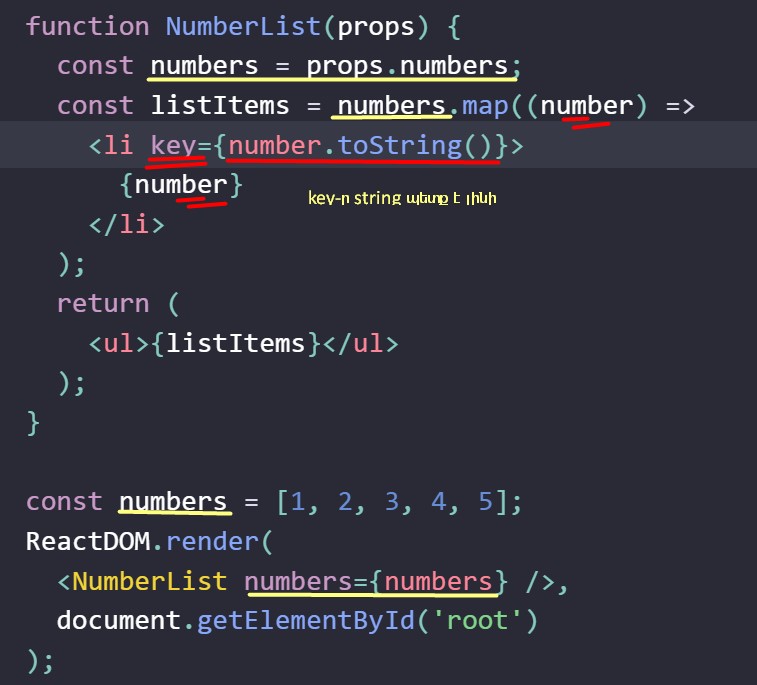 function NumberList(props) {
const numbers = props.numbers;
const listItems = numbers.map((number) =>
<li key={number.toString()}>
{number}
key-ո string պետք է լինի
</li>
);
return (
<ul>{listItems}</ul>
);
}
const numbers = [1, 2, 3, 4, 5];
ReactDOM.render(
<NumberList numbers={numbers} />,
document.getElementById('root')
);